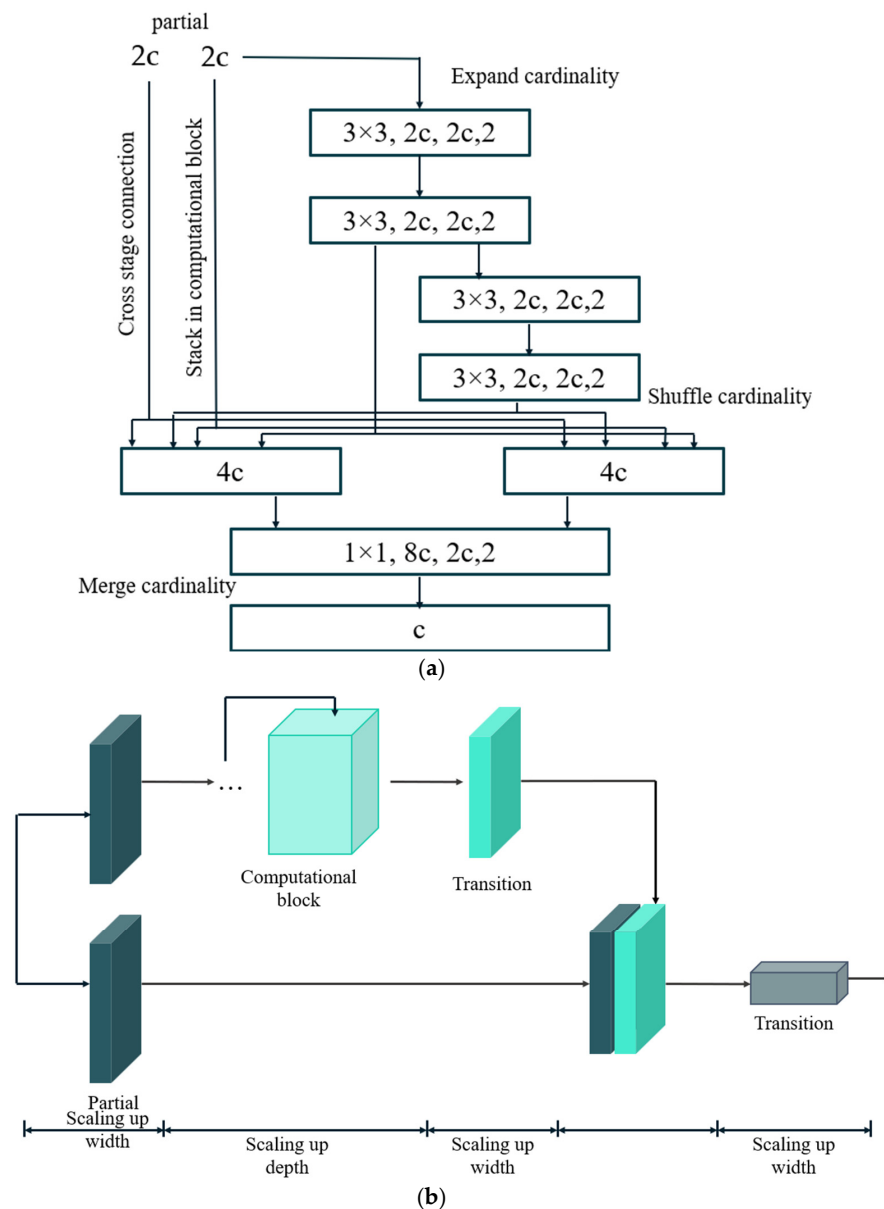 partial
2c 2c
Expand cardinality
3×3, 2c, 2c,2
Cross stage connection
Stack in computational block
3×3, 2c, 2c,2
3×3, 2c, 2c,2
3×3, 2c, 2c,2
Shuffle cardinality
4c 4c
1×1, 8c, 2c,2
Merge cardinality
c
(a)
...
Computational
block
Transition
Transition
Partial
Scaling up
width
Scaling up
depth
Scaling up
width
Scaling up
width
(b)